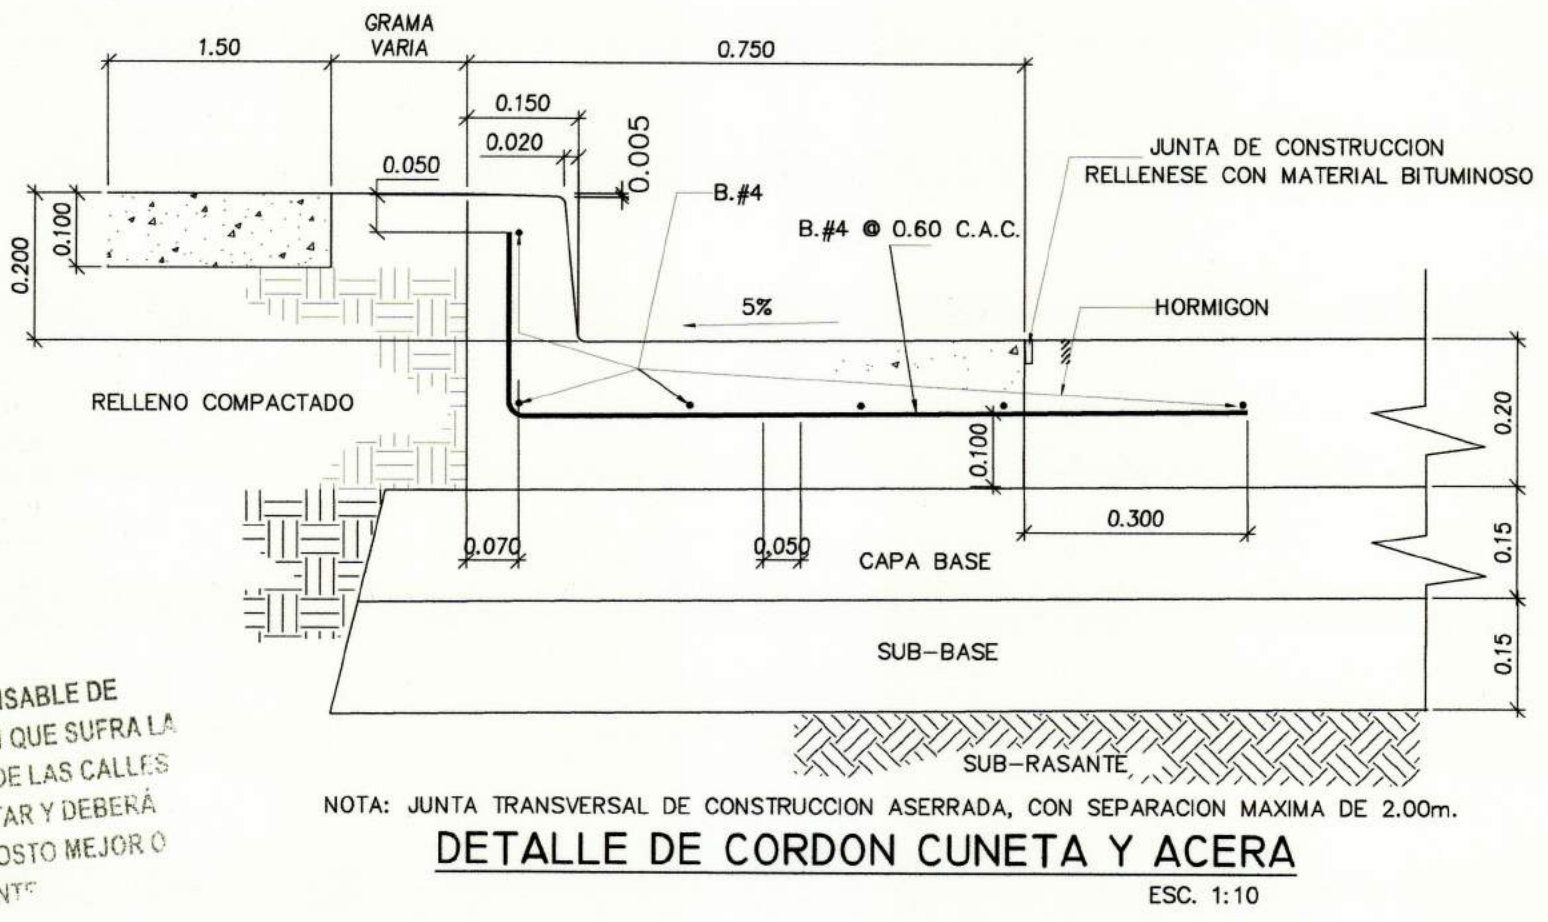 GRAMA
VARIA
1.50
0.750
0.150
0.020
0.005
0.050
0.200
0.100
B.#4
B.#4 @ 0.60 C.A.C.
JUNTA DE CONSTRUCCION
RELLENESE CON MATERIAL BITUMINOSO
5%
HORMIGON
RELLENO COMPACTADO
0.20
0.100
0.300
0.070
0.050
CAPA BASE
0.15
SUB-BASE
0.15
SUB-RASANTE
NSABLE DE
QUE SUFRA LA
DE LAS CALLES
TAR Y DEBERÁ
OSTO MEJOR O
NOTA: JUNTA TRANSVERSAL DE CONSTRUCCION ASERRADA, CON SEPARACION MAXIMA DE 2.00m.
DETALLE DE CORDON CUNETA Y ACERA
ESC. 1:10